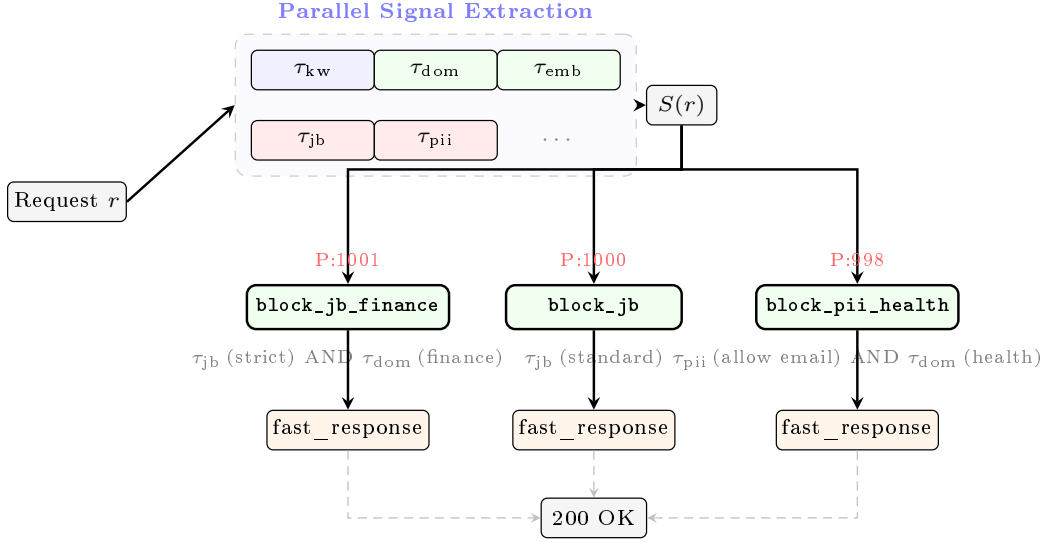 Parallel Signal Extraction
τkw τdom τemb
S(r)
τjb τpii ...
Request r
P:1001 P:1000 P:998
block_jb_finance block_jb block_pii_health
τjb (strict) AND τdom (finance) τjb (standard) τpii (allow email) AND τdom (health)
fast_response fast_response fast_response
200 OK